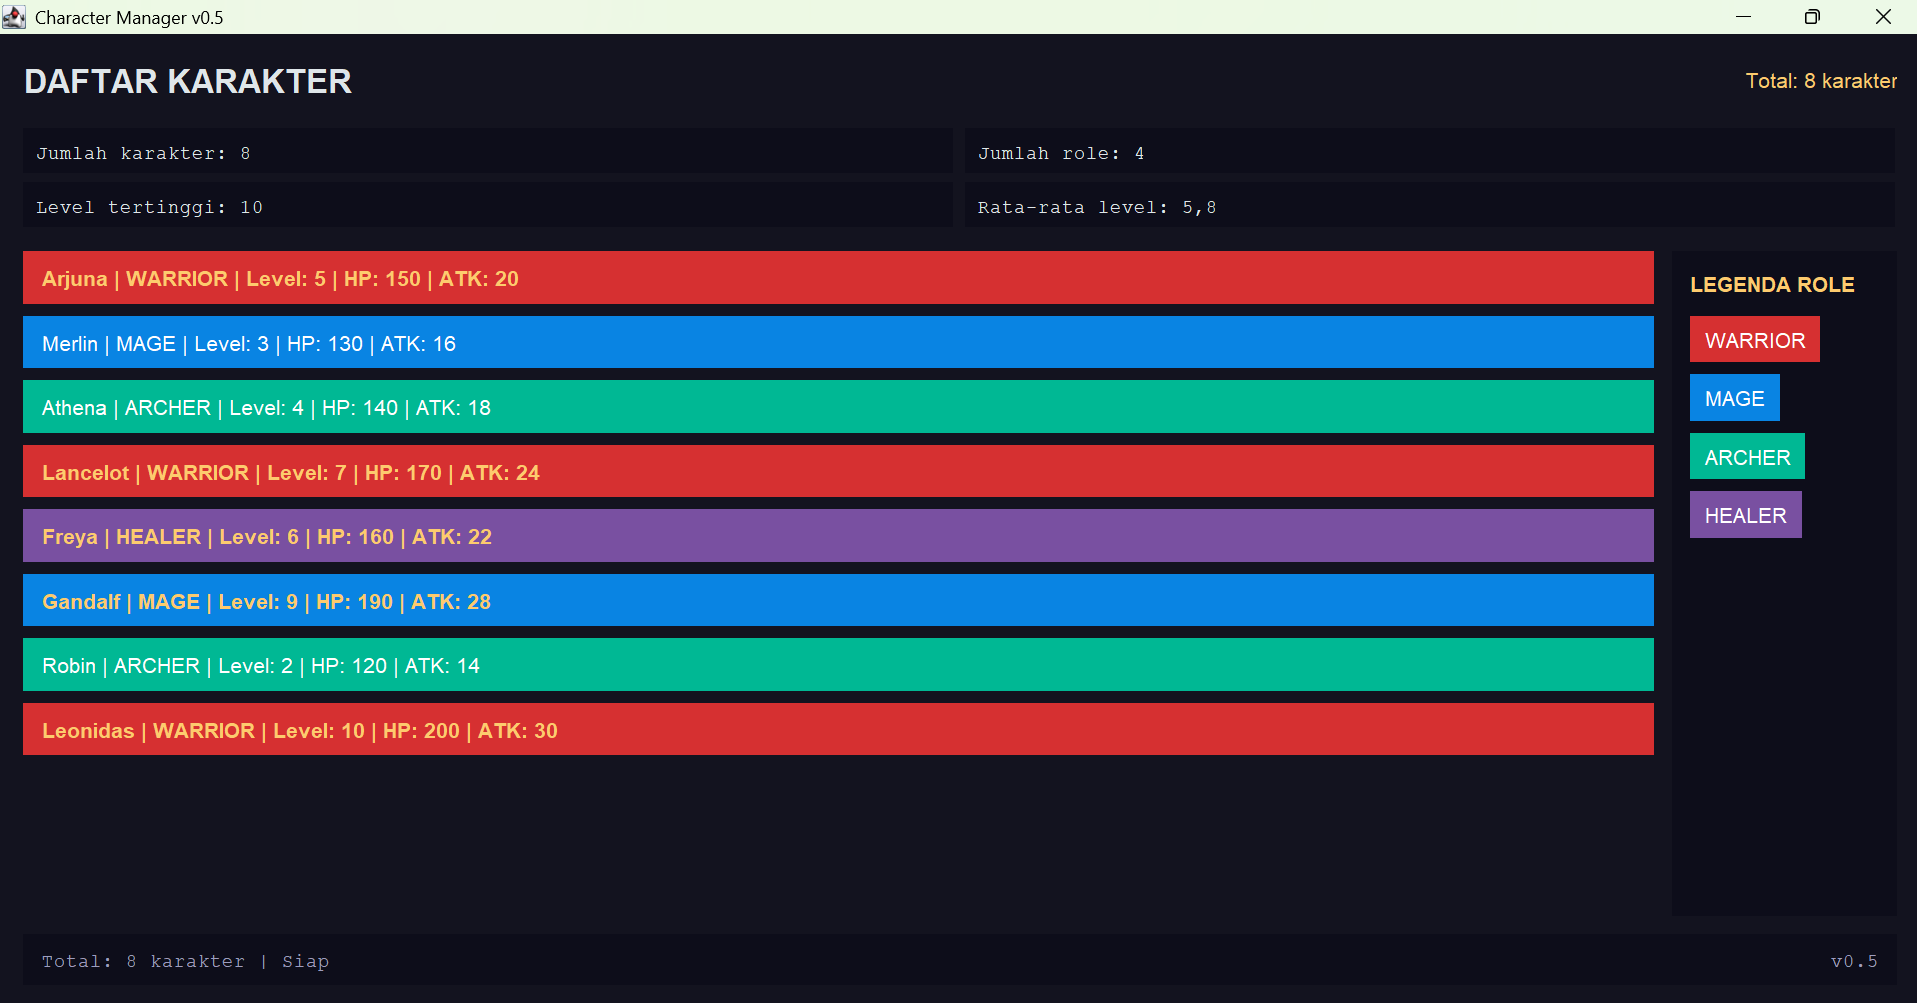 Character Manager v0.5
DAFTAR KARAKTER
Total: 8 karakter
Jumlah karakter: 8
Jumlah role: 4
Level tertinggi: 10
Rata-rata level: 5,8
Arjuna | WARRIOR | Level: 5 | HP: 150 | ATK: 20
Merlin | MAGE | Level: 3 | HP: 130 | ATK: 16
Athena | ARCHER | Level: 4 | HP: 140 | ATK: 18
Lancelot | WARRIOR | Level: 7 | HP: 170 | ATK: 24
Freya | HEALER | Level: 6 | HP: 160 | ATK: 22
Gandalf | MAGE | Level: 9 | HP: 190 | ATK: 28
Robin | ARCHER | Level: 2 | HP: 120 | ATK: 14
Leonidas | WARRIOR | Level: 10 | HP: 200 | ATK: 30
LEGENDA ROLE
WARRIOR
MAGE
ARCHER
HEALER
Total: 8 karakter | Siap
v0.5